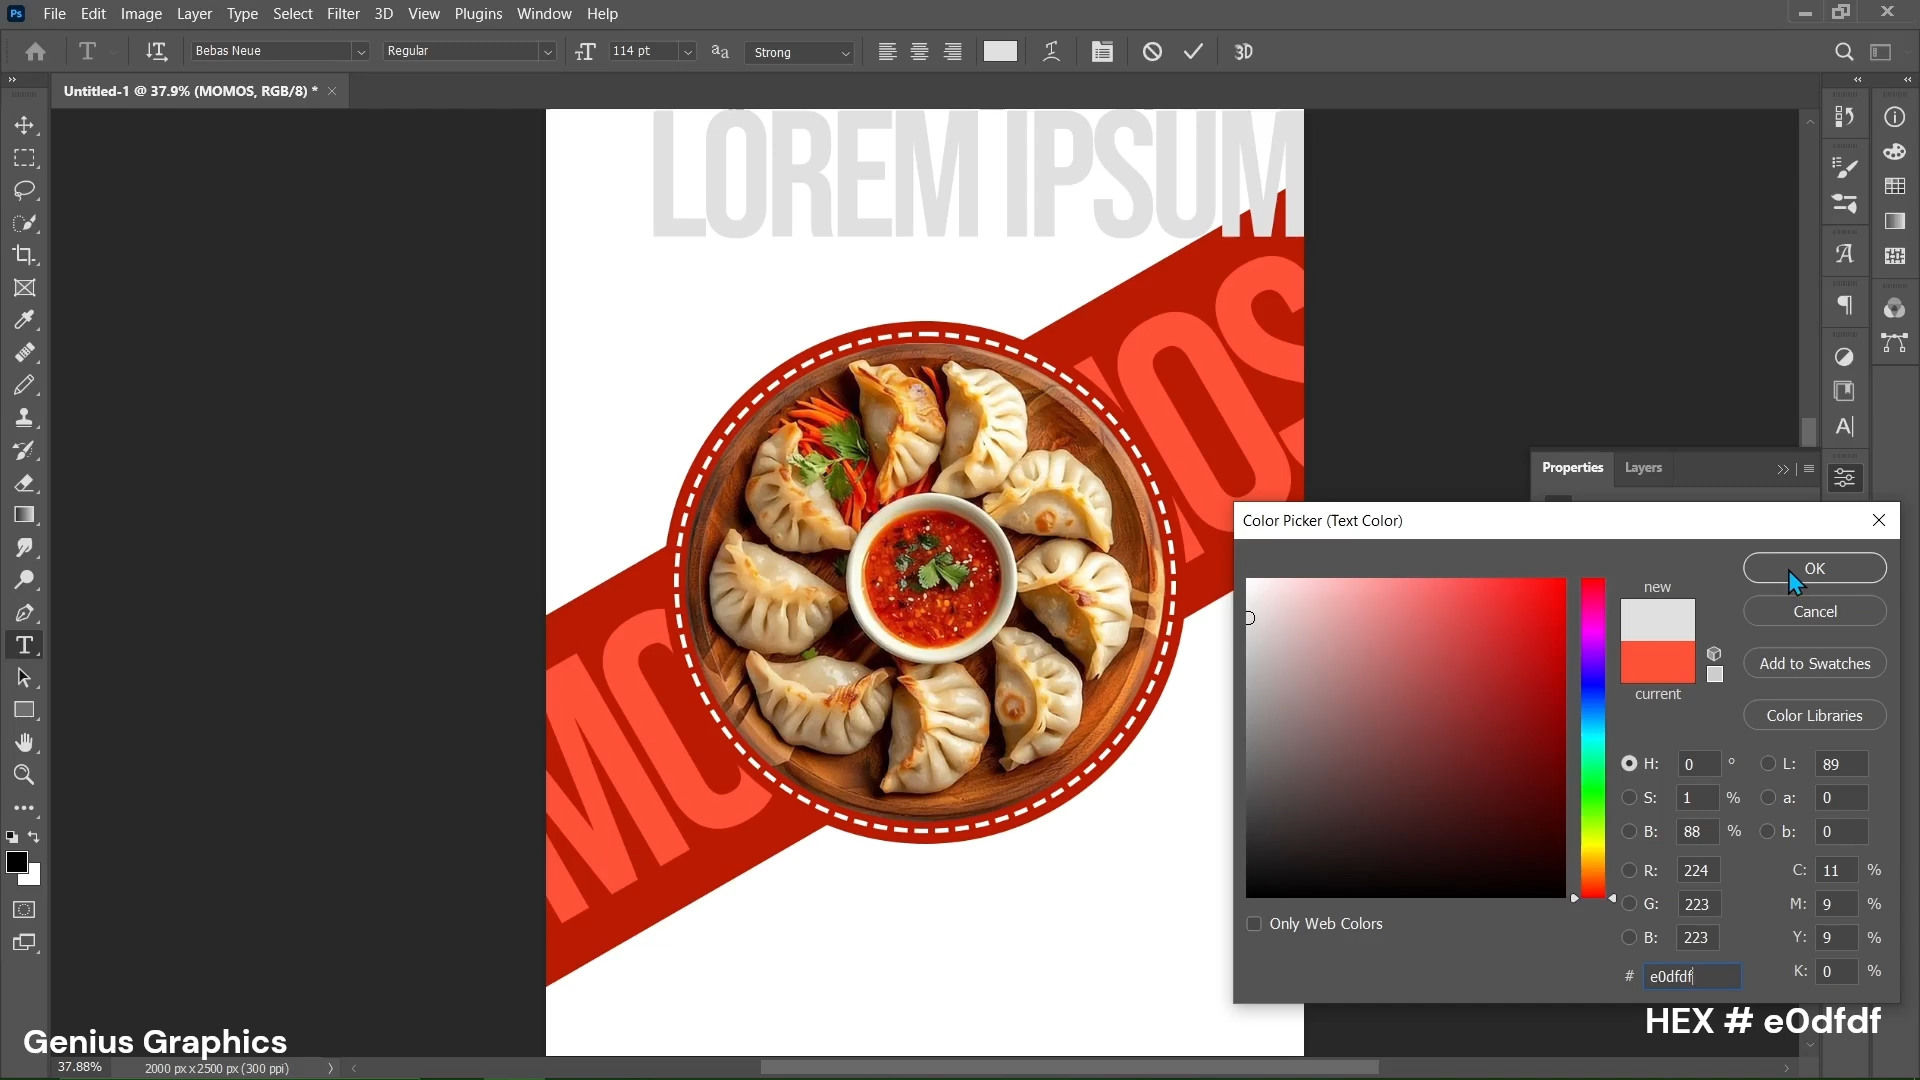 Ps File Edit Image Layer Type Select Filter 3D View Plugins Window Help
Bebas Neue Regular 114 pt Strong 3D
Untitled-1 @ 37.9% (MOMOS, RGB/8) *
LOREM IPSUM
MOMOS
Properties Layers
Color Picker (Text Color)
OK
new
Cancel
Add to Swatches
current
Color Libraries
H: 0 ° L: 89
S: 1 % a: 0
B: 88 % b: 0
R: 224 C: 11 %
G: 223 M: 9 %
B: 223 Y: 9 %
# e0dfdf K: 0 %
Only Web Colors
HEX # e0dfdf
Genius Graphics
37.88% 2000 px x 2500 px (300 ppi)